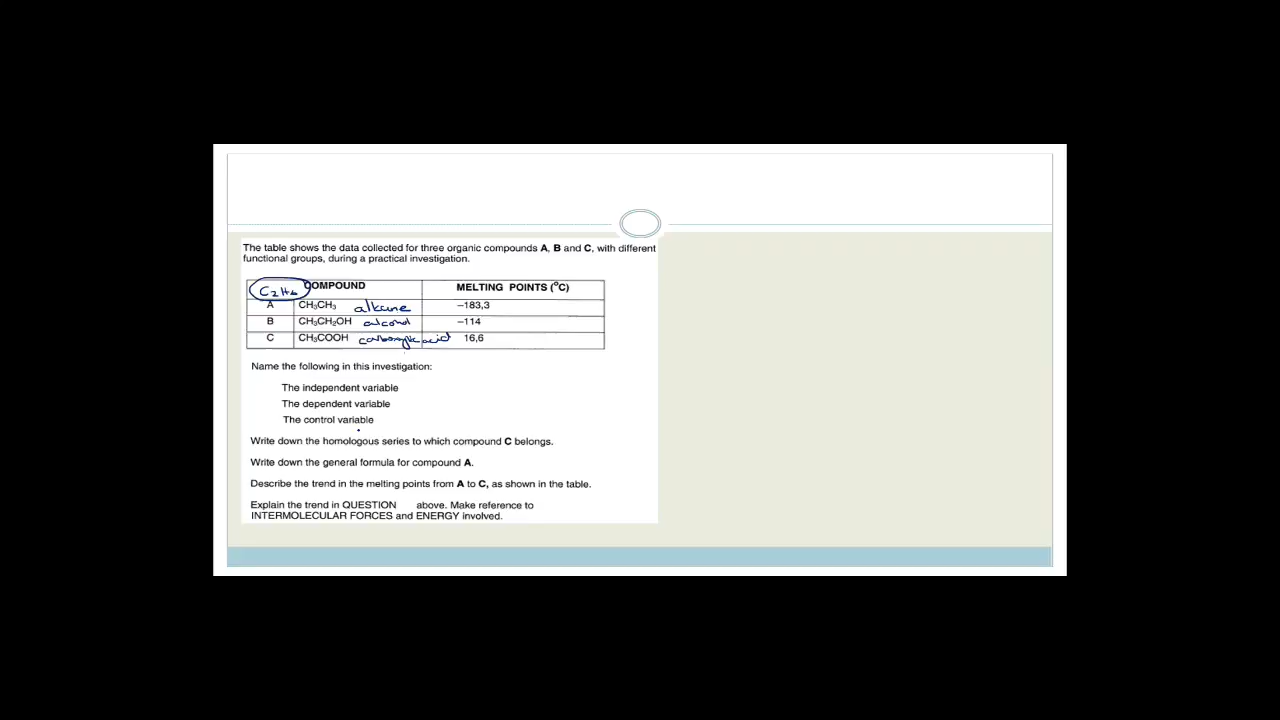 The table shows the data collected for three organic compounds A, B and C, with different
functional groups, during a practical investigation.
C₂H₆ COMPOUND MELTING POINTS (°C)
A CH₃CH₃ alkane –183,3
B CH₃CH₂OH alcohol –114
C CH₃COOH carboxylic acid 16,6
Name the following in this investigation:
The independent variable
The dependent variable
The control variable
Write down the homologous series to which compound C belongs.
Write down the general formula for compound A.
Describe the trend in the melting points from A to C, as shown in the table.
Explain the trend in QUESTION above. Make reference to
INTERMOLECULAR FORCES and ENERGY involved.